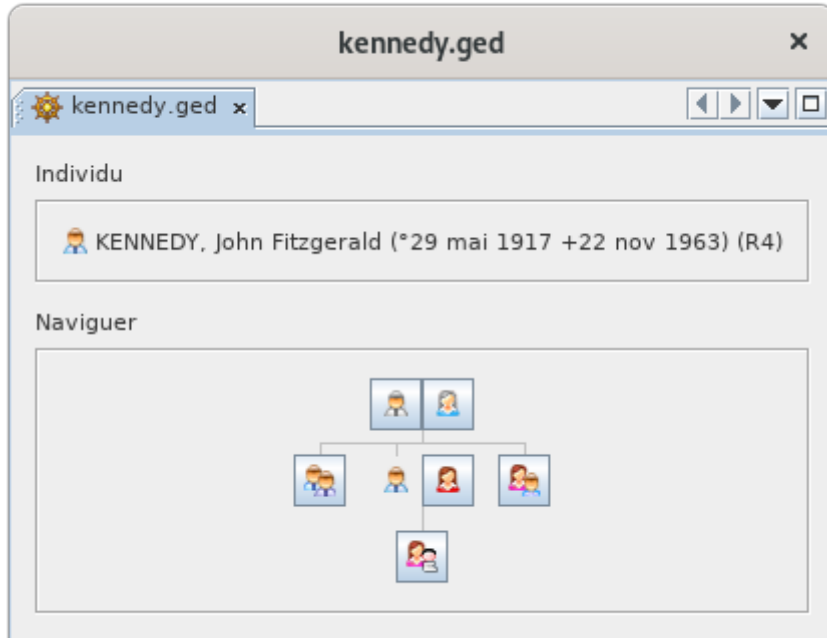 kennedy.ged
kennedy.ged
Individu
KENNEDY, John Fitzgerald (°29 mai 1917 +22 nov 1963) (R4)
Naviguer